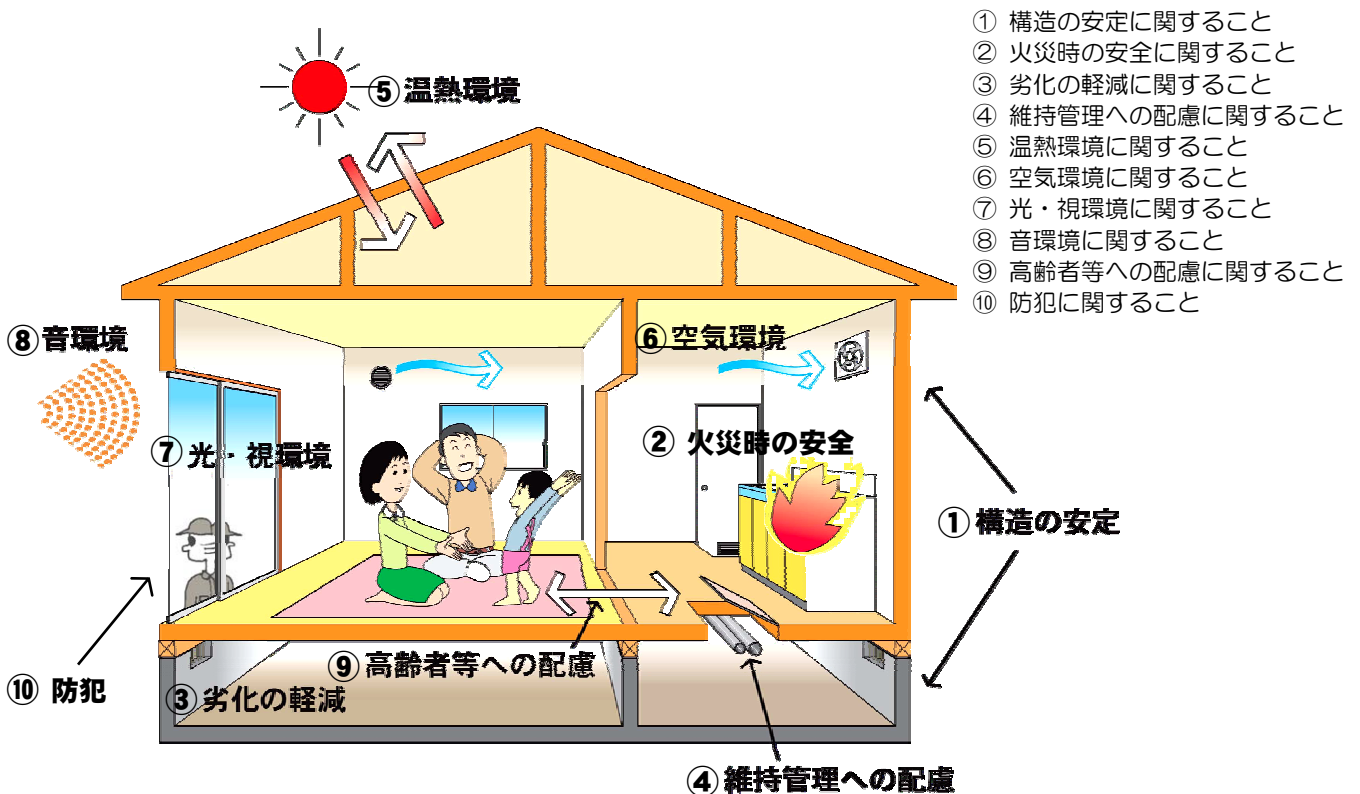 ① 構造の安定に関すること
② 火災時の安全に関すること
③ 劣化の軽減に関すること
④ 維持管理への配慮に関すること
⑤ 温熱環境に関すること
⑥ 空気環境に関すること
⑦ 光・視環境に関すること
⑧ 音環境に関すること
⑨ 高齢者等への配慮に関すること
⑩ 防犯に関すること
⑤温熱環境
⑧音環境
⑥空気環境
⑦光・視環境
② 火災時の安全
①構造の安定
⑨高齢者等への配慮
⑩ 防犯
③劣化の軽減
④維持管理への配慮